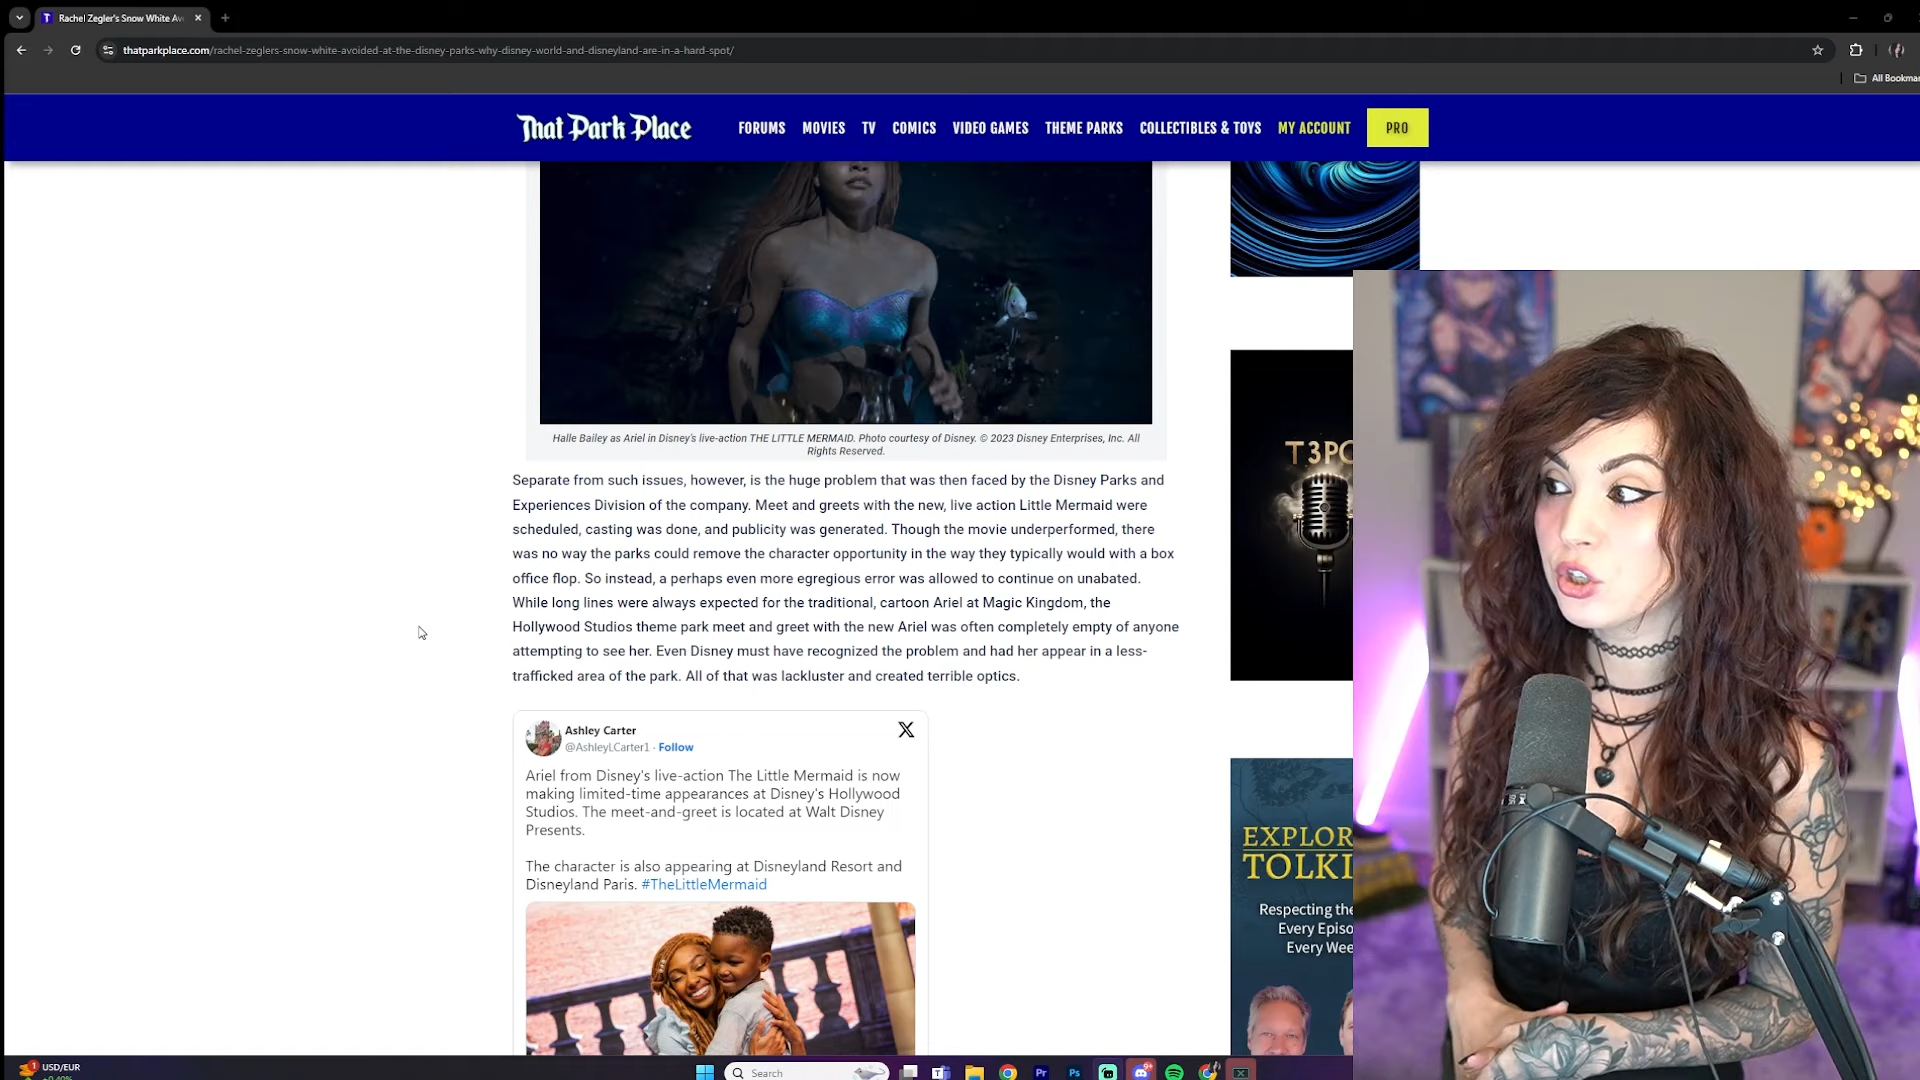 Rachel Zegler's Snow White Av
thatparkplace.com/rachel-zeglers-snow-white-avoided-at-the-disney-parks-why-disney-world-and-disneyland-are-in-a-hard-spot/
All Bookmar
That Park Place
FORUMS MOVIES TV COMICS VIDEO GAMES THEME PARKS COLLECTIBLES & TOYS MY ACCOUNT PRO
Halle Bailey as Ariel in Disney's live-action THE LITTLE MERMAID. Photo courtesy of Disney. © 2023 Disney Enterprises, Inc. All
Rights Reserved.
Separate from such issues, however, is the huge problem that was then faced by the Disney Parks and
Experiences Division of the company. Meet and greets with the new, live action Little Mermaid were
scheduled, casting was done, and publicity was generated. Though the movie underperformed, there
was no way the parks could remove the character opportunity in the way they typically would with a box
office flop. So instead, a perhaps even more egregious error was allowed to continue on unabated.
While long lines were always expected for the traditional, cartoon Ariel at Magic Kingdom, the
Hollywood Studios theme park meet and greet with the new Ariel was often completely empty of anyone
attempting to see her. Even Disney must have recognized the problem and had her appear in a less-
trafficked area of the park. All of that was lackluster and created terrible optics.
Ashley Carter
@AshleyLCarter1 · Follow
Ariel from Disney's live-action The Little Mermaid is now
making limited-time appearances at Disney's Hollywood
Studios. The meet-and-greet is located at Walt Disney
Presents.
The character is also appearing at Disneyland Resort and
Disneyland Paris. #TheLittleMermaid
T3PO
EXPLOR
TOLKI
Respecting the
Every Episo
Every Wee
1
USD/EUR
+0.40%
Search
Pr
Ps